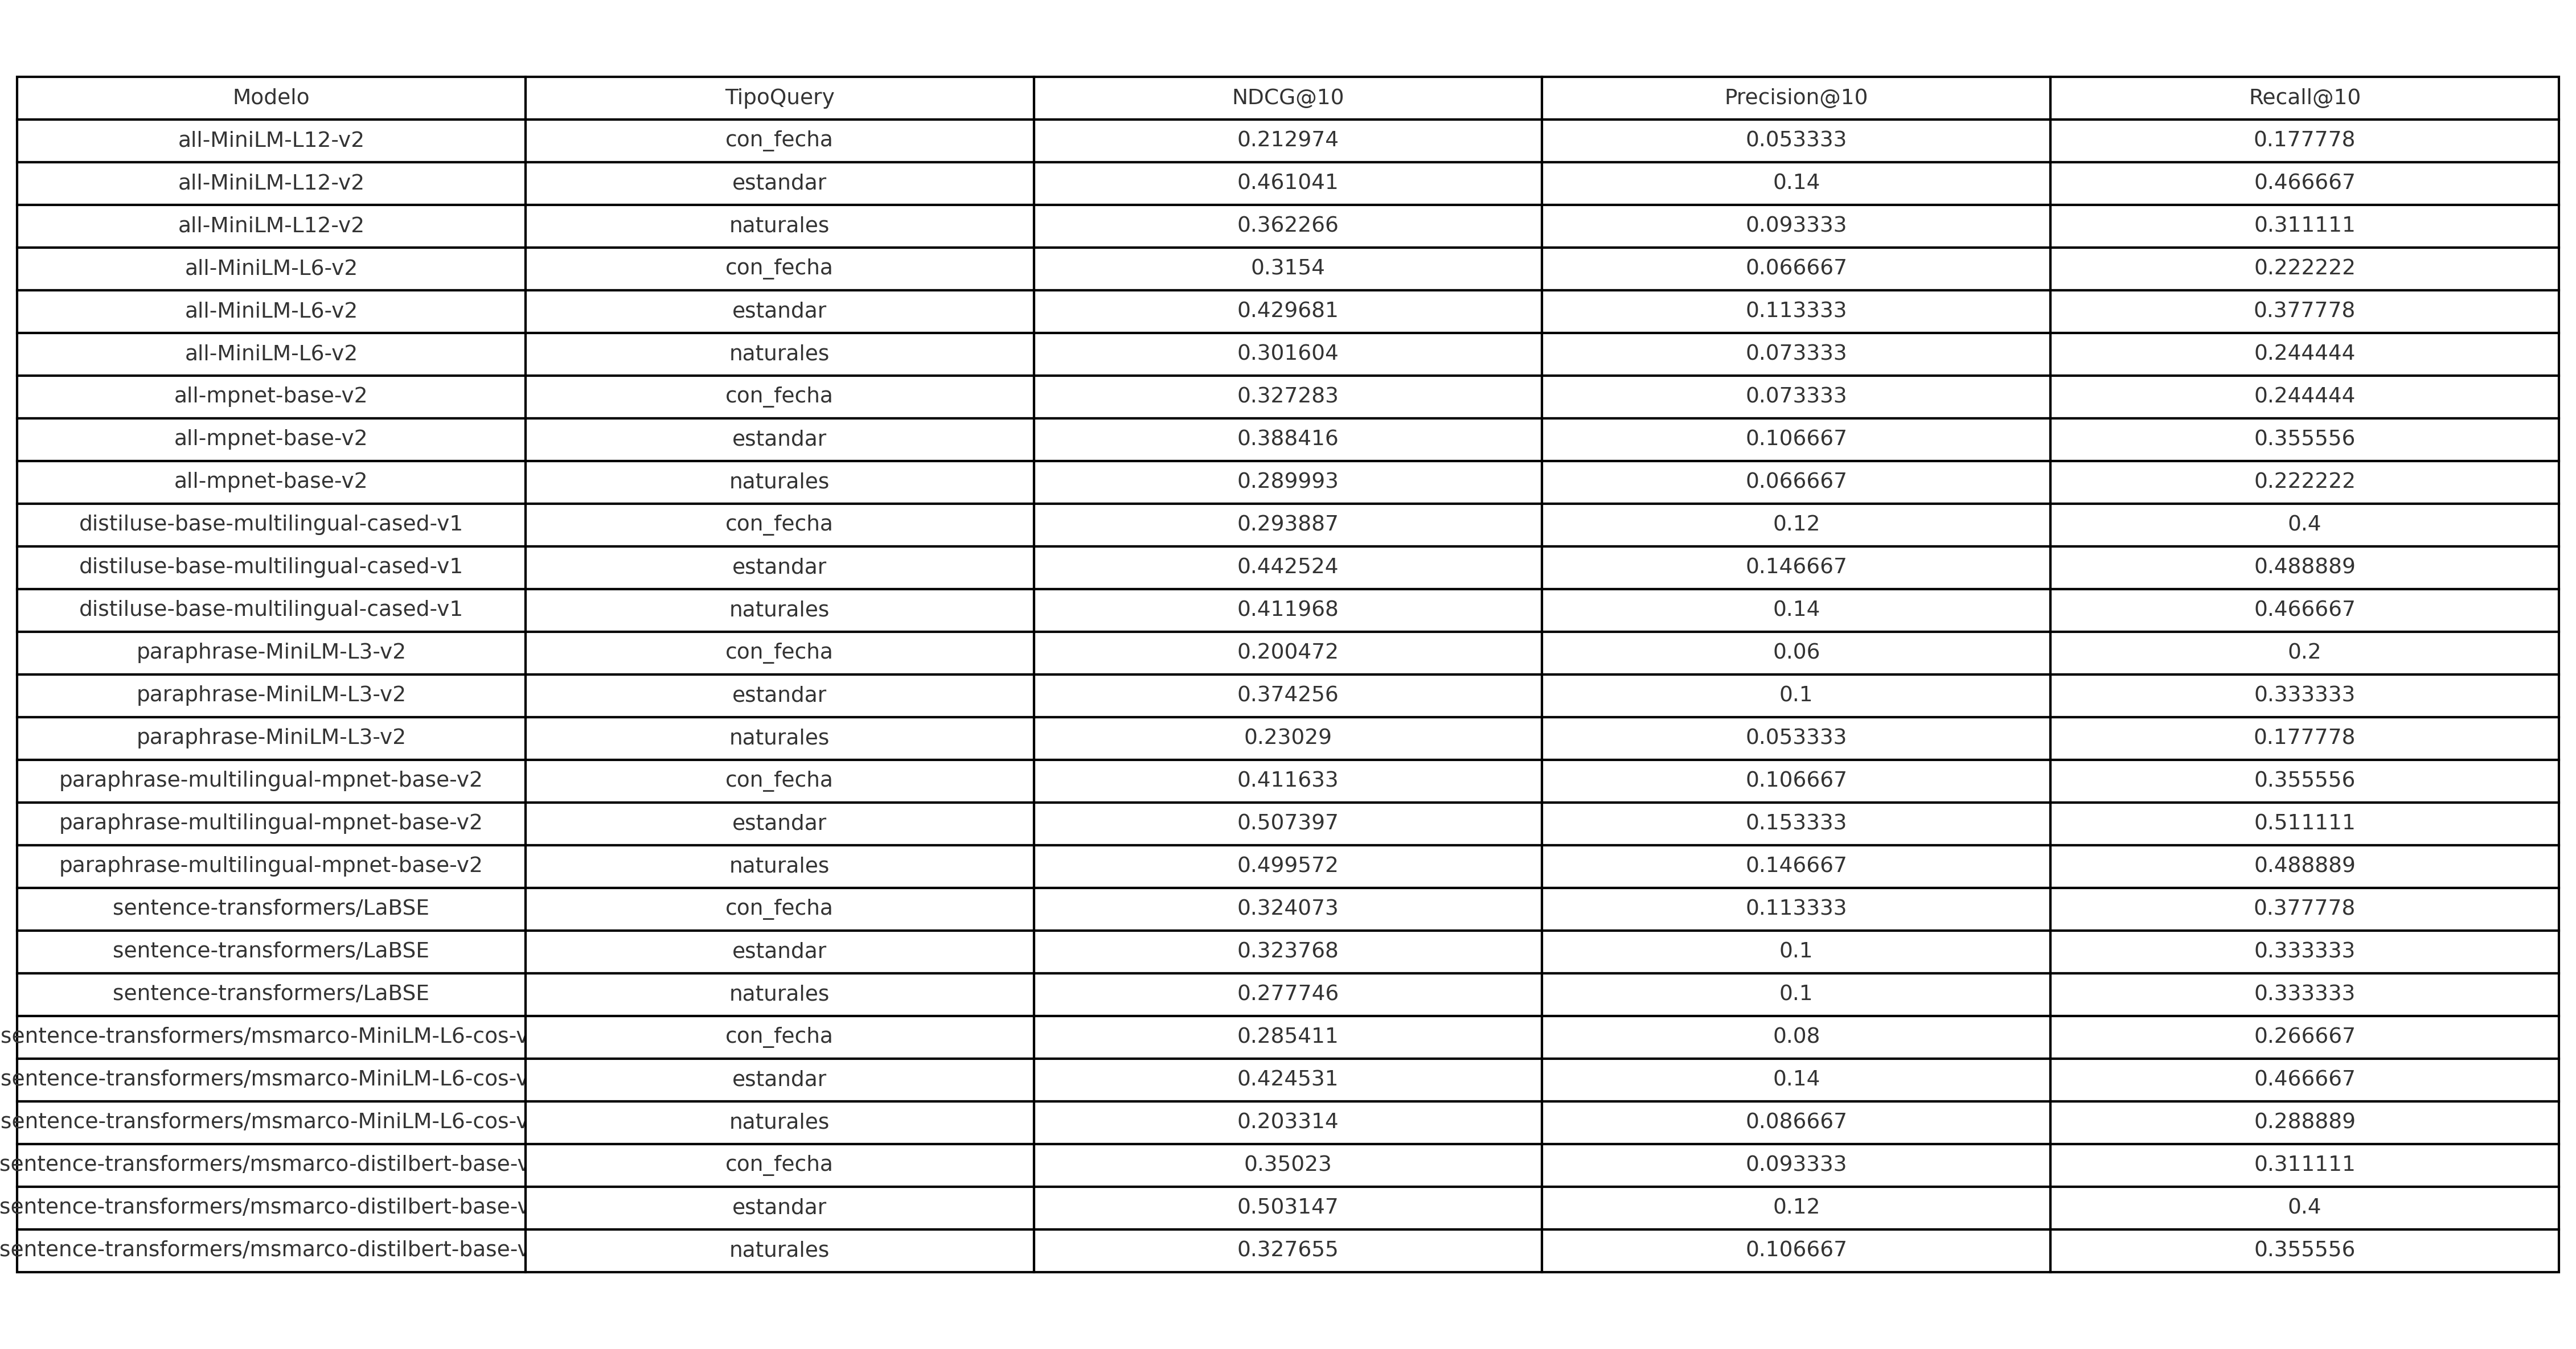 Modelo TipoQuery NDCG@10 Precision@10 Recall@10
all-MiniLM-L12-v2 con_fecha 0.212974 0.053333 0.177778
all-MiniLM-L12-v2 estandar 0.461041 0.14 0.466667
all-MiniLM-L12-v2 naturales 0.362266 0.093333 0.311111
all-MiniLM-L6-v2 con_fecha 0.3154 0.066667 0.222222
all-MiniLM-L6-v2 estandar 0.429681 0.113333 0.377778
all-MiniLM-L6-v2 naturales 0.301604 0.073333 0.244444
all-mpnet-base-v2 con_fecha 0.327283 0.073333 0.244444
all-mpnet-base-v2 estandar 0.388416 0.106667 0.355556
all-mpnet-base-v2 naturales 0.289993 0.066667 0.222222
distiluse-base-multilingual-cased-v1 con_fecha 0.293887 0.12 0.4
distiluse-base-multilingual-cased-v1 estandar 0.442524 0.146667 0.488889
distiluse-base-multilingual-cased-v1 naturales 0.411968 0.14 0.466667
paraphrase-MiniLM-L3-v2 con_fecha 0.200472 0.06 0.2
paraphrase-MiniLM-L3-v2 estandar 0.374256 0.1 0.333333
paraphrase-MiniLM-L3-v2 naturales 0.23029 0.053333 0.177778
paraphrase-multilingual-mpnet-base-v2 con_fecha 0.411633 0.106667 0.355556
paraphrase-multilingual-mpnet-base-v2 estandar 0.507397 0.153333 0.511111
paraphrase-multilingual-mpnet-base-v2 naturales 0.499572 0.146667 0.488889
sentence-transformers/LaBSE con_fecha 0.324073 0.113333 0.377778
sentence-transformers/LaBSE estandar 0.323768 0.1 0.333333
sentence-transformers/LaBSE naturales 0.277746 0.1 0.333333
sentence-transformers/msmarco-MiniLM-L6-cos-v con_fecha 0.285411 0.08 0.266667
sentence-transformers/msmarco-MiniLM-L6-cos-v estandar 0.424531 0.14 0.466667
sentence-transformers/msmarco-MiniLM-L6-cos-v naturales 0.203314 0.086667 0.288889
sentence-transformers/msmarco-distilbert-base-v con_fecha 0.35023 0.093333 0.311111
sentence-transformers/msmarco-distilbert-base-v estandar 0.503147 0.12 0.4
sentence-transformers/msmarco-distilbert-base-v naturales 0.327655 0.106667 0.355556